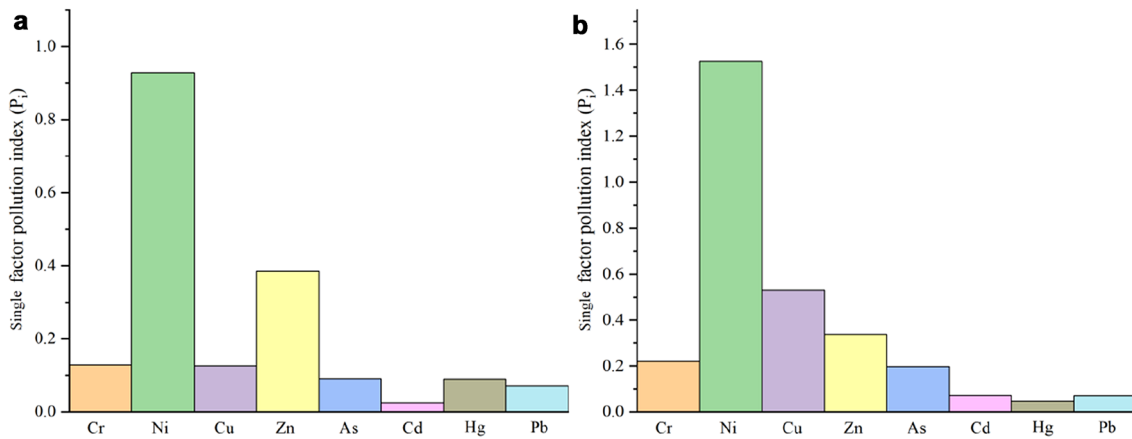 a
Single factor pollution index (Pi)
1.0
0.8
0.6
0.4
0.2
0.0
Cr Ni Cu Zn As Cd Hg Pb
b
Single factor pollution index (Pi)
1.6
1.4
1.2
1.0
0.8
0.6
0.4
0.2
0.0
Cr Ni Cu Zn As Cd Hg Pb